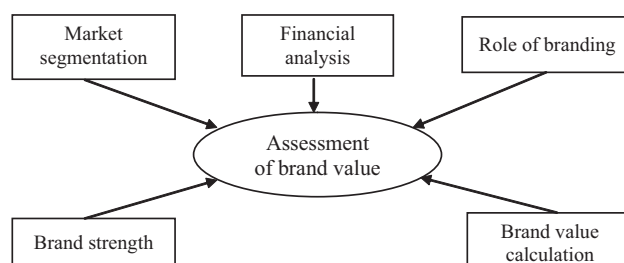 Market
segmentation
Financial
analysis
Role of branding
Assessment
of brand value
Brand strength
Brand value
calculation